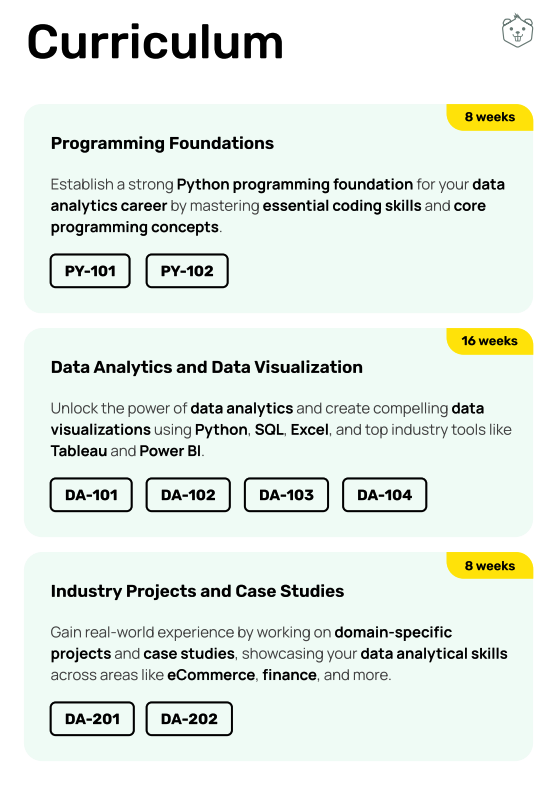 Curriculum
8 weeks
Programming Foundations
Establish a strong Python programming foundation for your data
analytics career by mastering essential coding skills and core
programming concepts.
PY-101 PY-102
16 weeks
Data Analytics and Data Visualization
Unlock the power of data analytics and create compelling data
visualizations using Python, SQL, Excel, and top industry tools like
Tableau and Power BI.
DA-101 DA-102 DA-103 DA-104
8 weeks
Industry Projects and Case Studies
Gain real-world experience by working on domain-specific
projects and case studies, showcasing your data analytical skills
across areas like eCommerce, finance, and more.
DA-201 DA-202